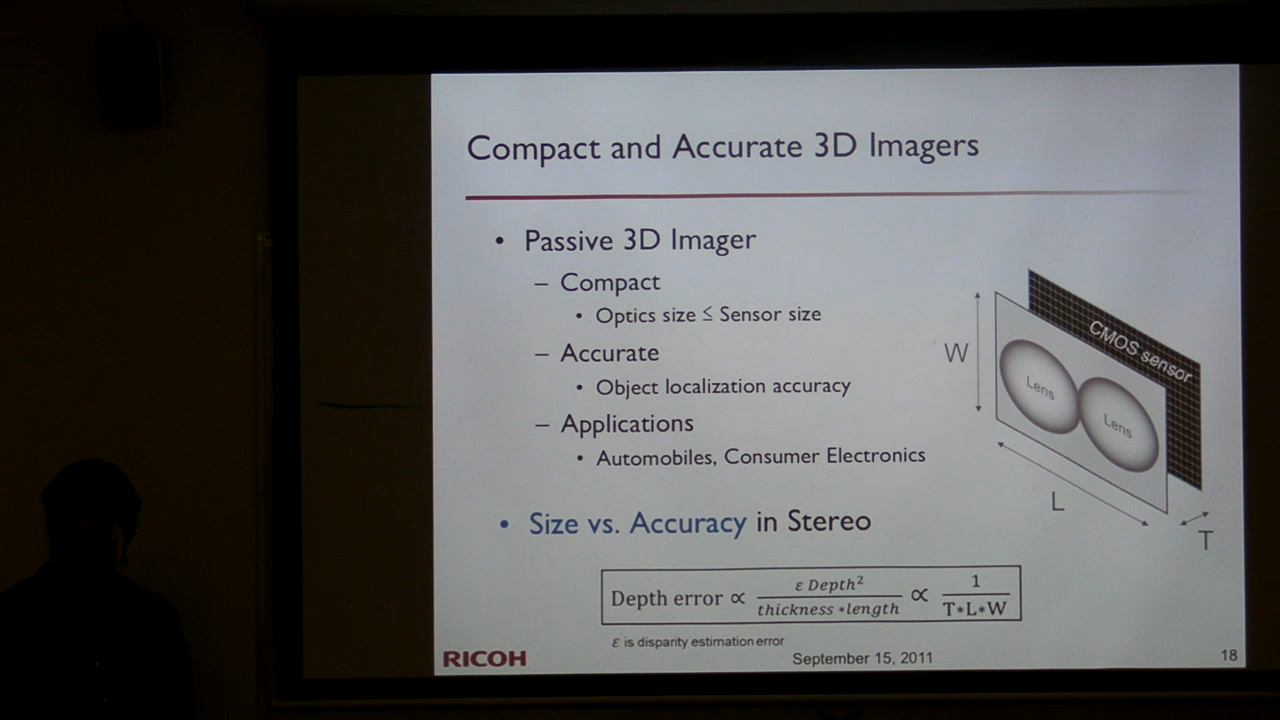 Compact and Accurate 3D Imagers
• Passive 3D Imager
– Compact
• Optics size ≤ Sensor size
– Accurate
• Object localization accuracy
– Applications
• Automobiles, Consumer Electronics
• Size vs. Accuracy in Stereo
CMOS sensor
W
Lens
Lens
L
T
Depth error ∝ ε Depth² / thickness ∗ length ∝ 1 / T∗L∗W
ε is disparity estimation error
RICOH
September 15, 2011
18